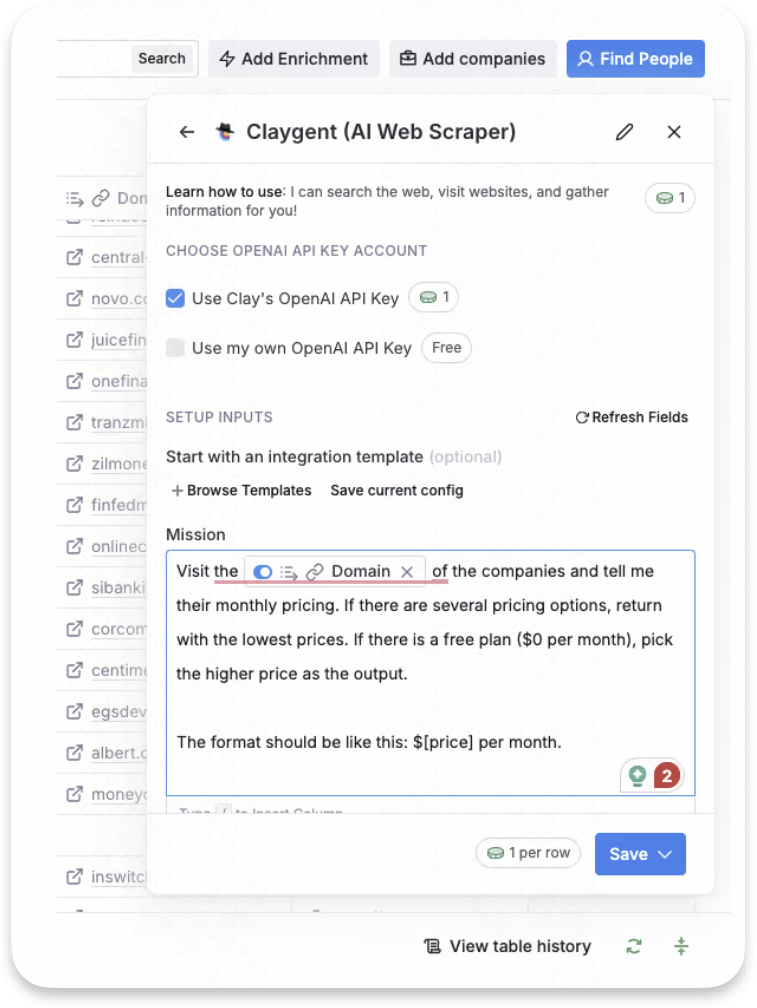 Search
Add Enrichment
Add companies
Find People
Claygent (AI Web Scraper)
Learn how to use: I can search the web, visit websites, and gather
information for you!
1
CHOOSE OPENAI API KEY ACCOUNT
Use Clay's OpenAI API Key
1
Use my own OpenAI API Key
Free
SETUP INPUTS
Refresh Fields
Start with an integration template (optional)
+ Browse Templates
Save current config
Mission
Visit the Domain of the companies and tell me
their monthly pricing. If there are several pricing options, return
with the lowest prices. If there is a free plan ($0 per month), pick
the higher price as the output.
The format should be like this: $[price] per month.
2
Type / to Insert Column
1 per row
Save
Dom
central-
novo.co
juicefin
onefina
tranzmi
zilmone
finfedm
onlinec
sibanki
corcom
centime
egsdev
albert.c
moneyc
inswitc
View table history